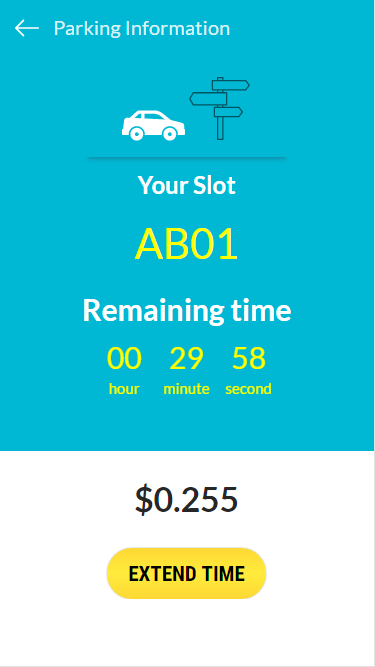 Parking Information
Your Slot
AB01
Remaining time
00 29 58
hour minute second
$0.255
EXTEND TIME